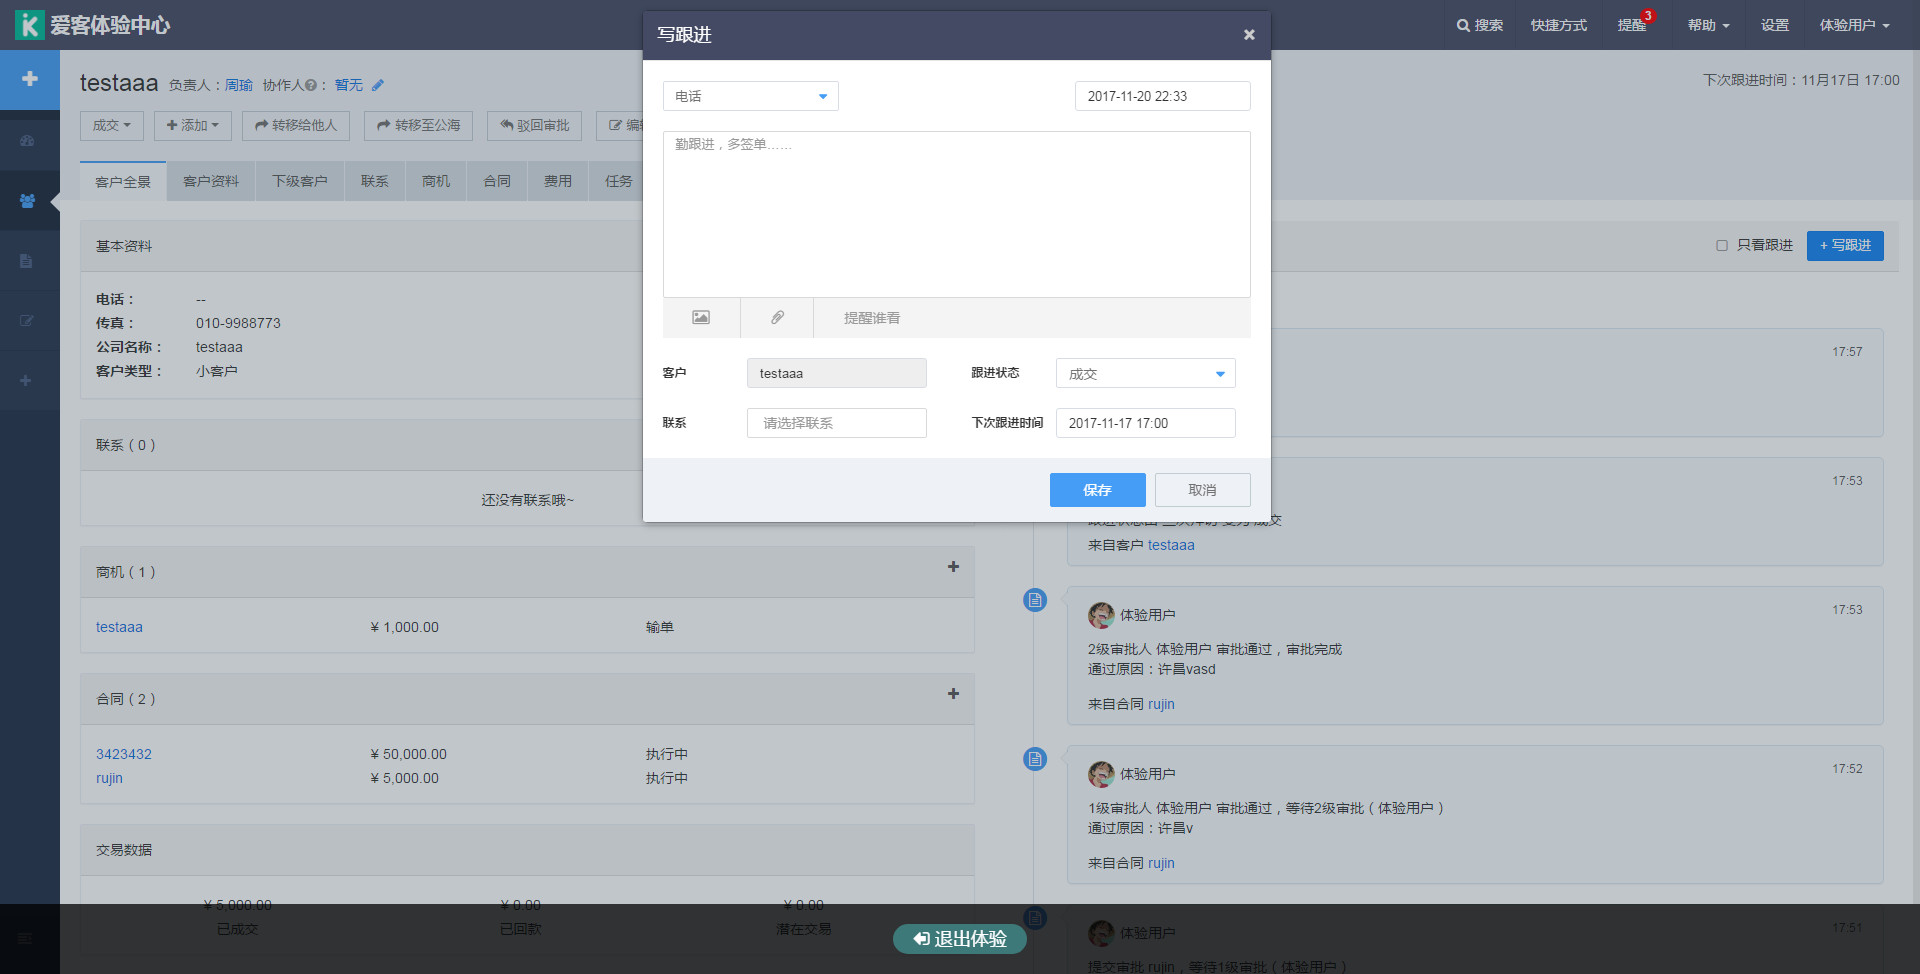 爱客体验中心
搜索
快捷方式
提醒
3
帮助
设置
体验用户
testaaa 负责人：周瑜 协作人 ： 暂无
下次跟进时间：11月17日 17:00
成交
添加
转移给他人
转移至公海
驳回审批
客户全景
客户资料
下级客户
联系
商机
合同
费用
任务
写跟进
电话
2017-11-20 22:33
勤跟进，多签单……
提醒谁看
客户
testaaa
跟进状态
成交
联系
请选择联系
下次跟进时间
2017-11-17 17:00
保存
取消
基本资料
电话： --
传真： 010-9988773
公司名称： testaaa
客户类型： 小客户
联系（0）
还没有联系哦~
商机（1）
testaaa ¥ 1,000.00 输单
合同（2）
3423432 ¥ 50,000.00 执行中
rujin ¥ 5,000.00 执行中
交易数据
¥ 5,000.00 ¥ 0.00 ¥ 0.00
已成交 已回款 潜在交易
只看跟进
+ 写跟进
17:57
17:53
来自客户 testaaa
体验用户
17:53
2级审批人 体验用户 审批通过，审批完成
通过原因：许昌vasd
来自合同 rujin
体验用户
17:52
1级审批人 体验用户 审批通过，等待2级审批（体验用户）
通过原因：许昌v
来自合同 rujin
体验用户
17:51
提交审批 rujin，等待1级审批（体验用户）
退出体验